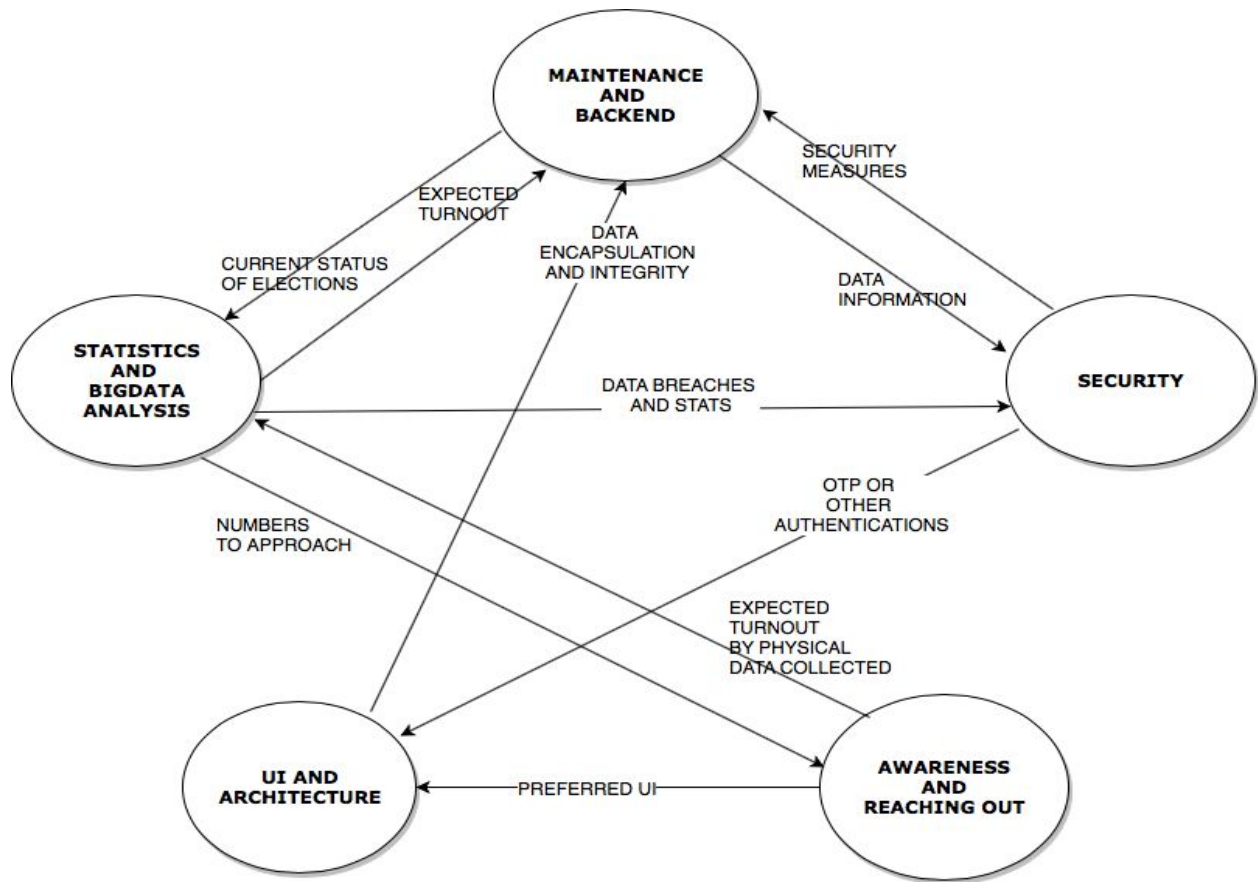 MAINTENANCE
AND
BACKEND
SECURITY
MEASURES
EXPECTED
TURNOUT
DATA
ENCAPSULATION
AND INTEGRITY
CURRENT STATUS
OF ELECTIONS
DATA
INFORMATION
STATISTICS
AND
BIGDATA
ANALYSIS
SECURITY
DATA BREACHES
AND STATS
OTP OR
OTHER
AUTHENTICATIONS
NUMBERS
TO APPROACH
EXPECTED
TURNOUT
BY PHYSICAL
DATA COLLECTED
UI AND
ARCHITECTURE
PREFERRED UI
AWARENESS
AND
REACHING OUT